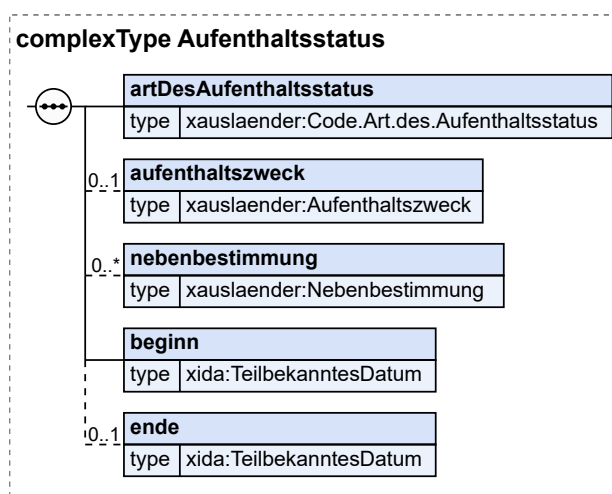 complexType Aufenthaltsstatus
artDesAufenthaltsstatus
type xauslaender:Code.Art.des.Aufenthaltsstatus
0..1
aufenthaltszweck
type xauslaender:Aufenthaltszweck
0..*
nebenbestimmung
type xauslaender:Nebenbestimmung
beginn
type xida:TeilbekanntesDatum
0..1
ende
type xida:TeilbekanntesDatum